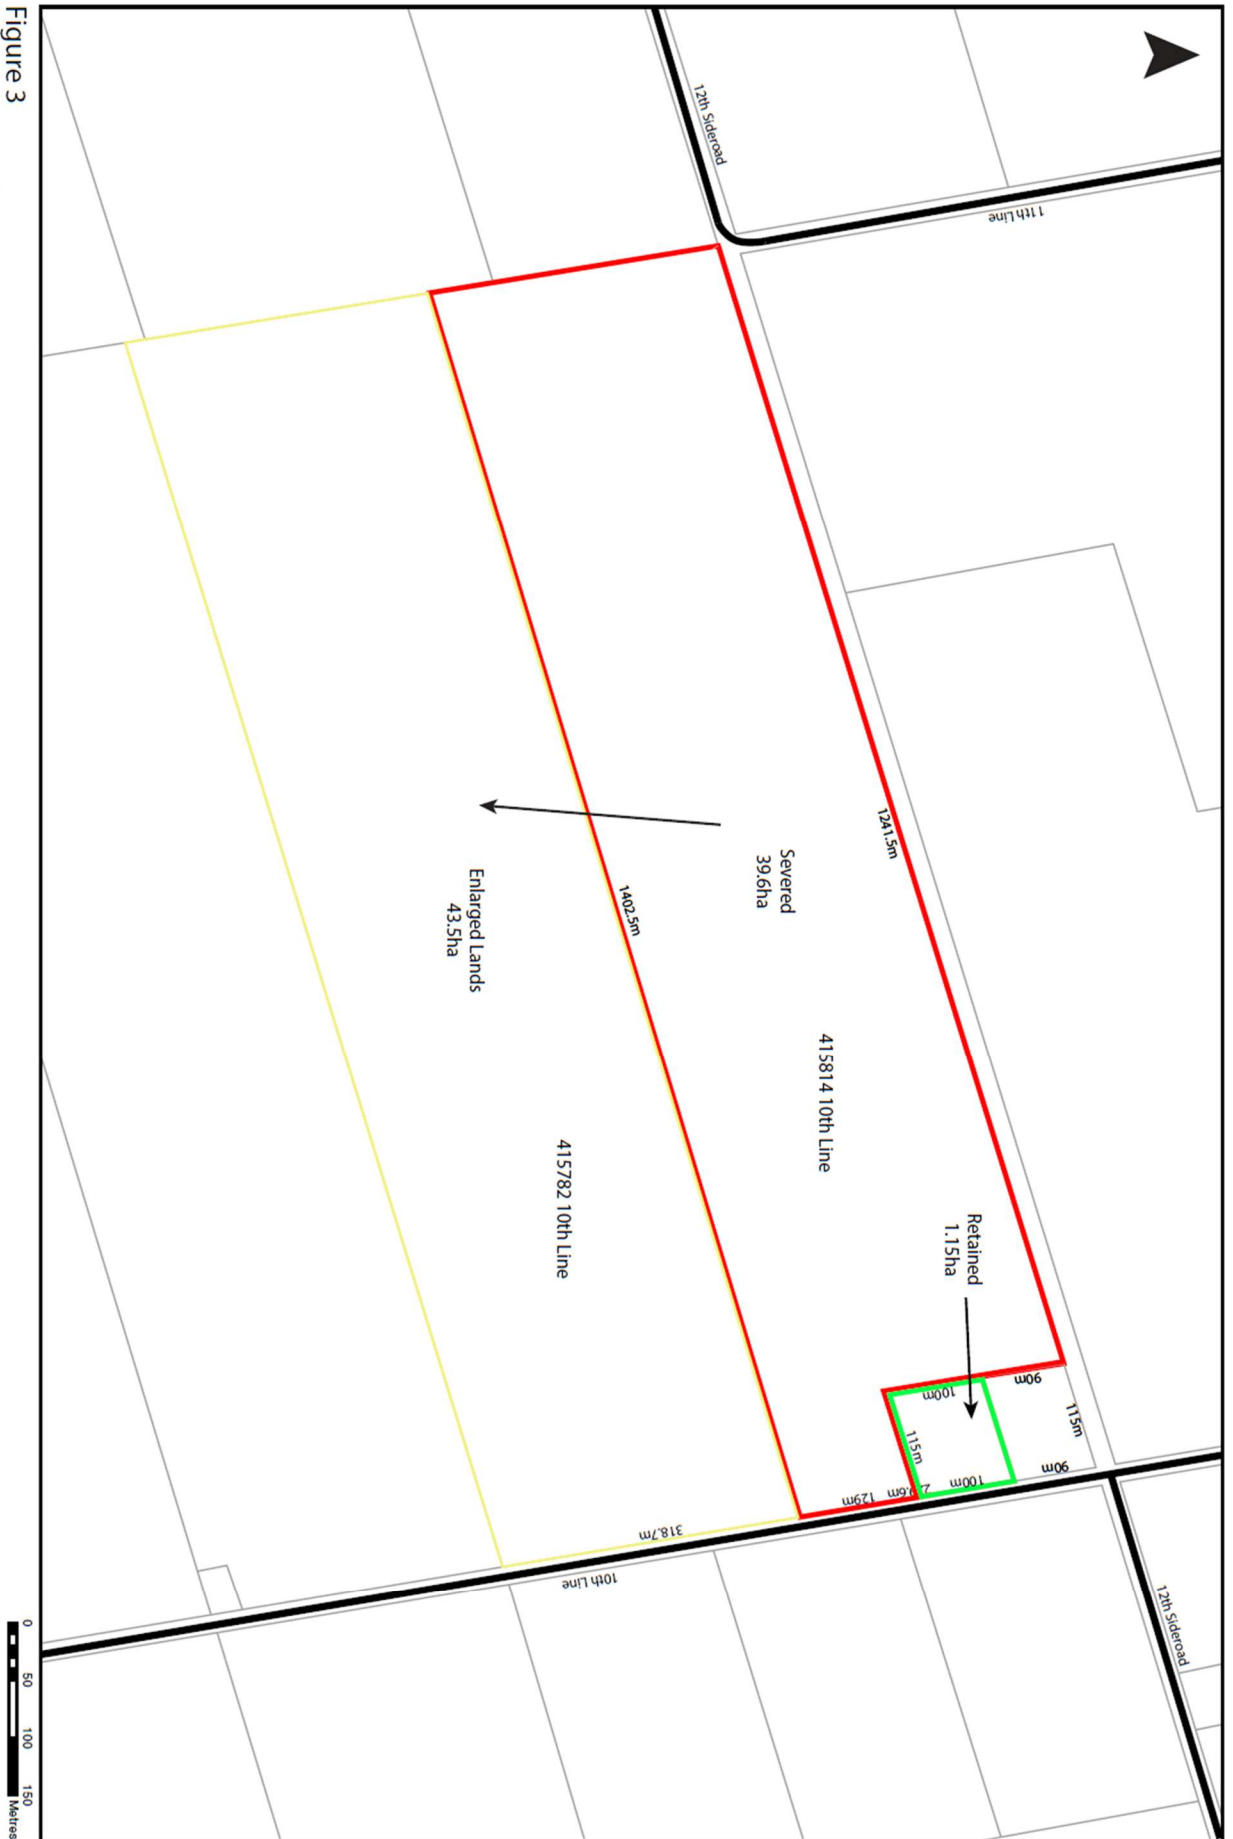 12th Sideroad
11th Line
1241.5m
Severed
39.6ha
1402.5m
Enlarged Lands
43.5ha
415814 10th Line
415782 10th Line
Retained
1.15ha
90m
115m
100m
115m
90m
100m
129m
318.7m
10th Line
12th Sideroad
Figure 3
0 50 100 150 Metres